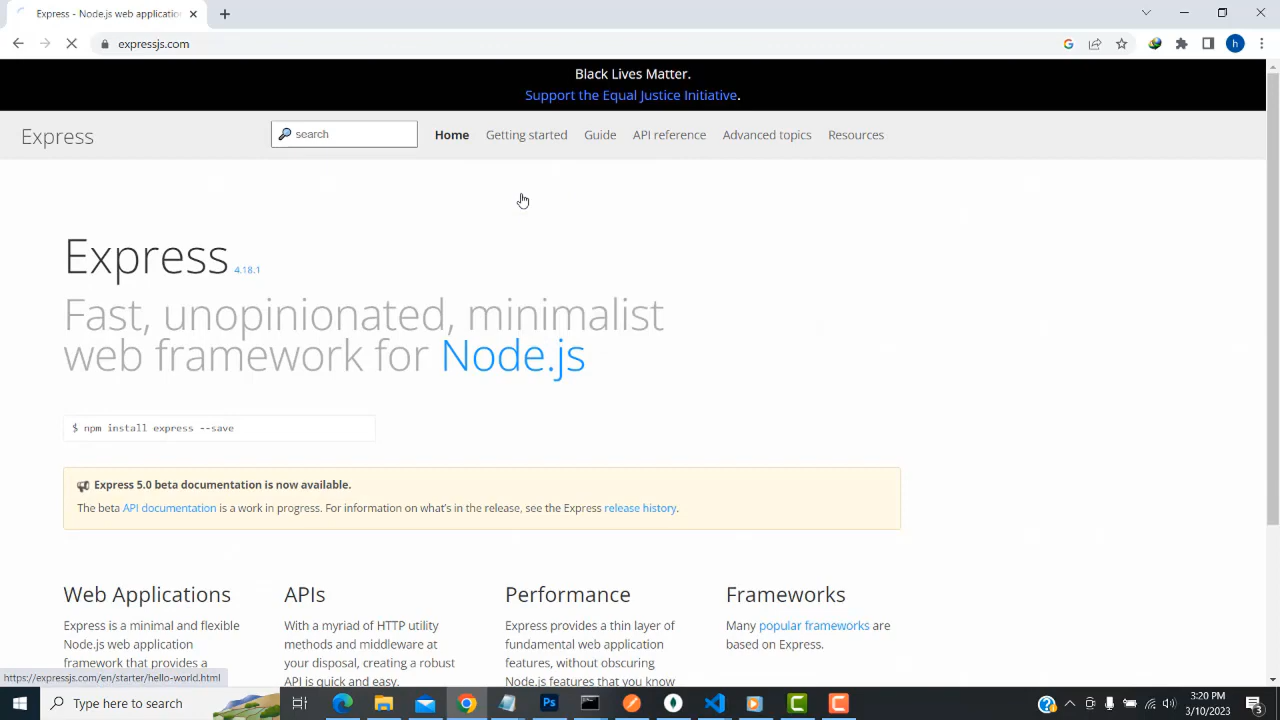 Express - Node.js web application
expressjs.com
h
Black Lives Matter.
Support the Equal Justice Initiative.
Express
search
Home
Getting started
Guide
API reference
Advanced topics
Resources
Express 4.18.1
Fast, unopinionated, minimalist
web framework for Node.js
$ npm install express --save
Express 5.0 beta documentation is now available.
The beta API documentation is a work in progress. For information on what's in the release, see the Express release history.
Web Applications
Express is a minimal and flexible
Node.js web application
framework that provides a
APIs
With a myriad of HTTP utility
methods and middleware at
your disposal, creating a robust
API is quick and easy.
Performance
Express provides a thin layer of
fundamental web application
features, without obscuring
Node.js features that you know
Frameworks
Many popular frameworks are
based on Express.
https://expressjs.com/en/starter/hello-world.html
Type here to search
Ps
3:20 PM
3/10/2023
3